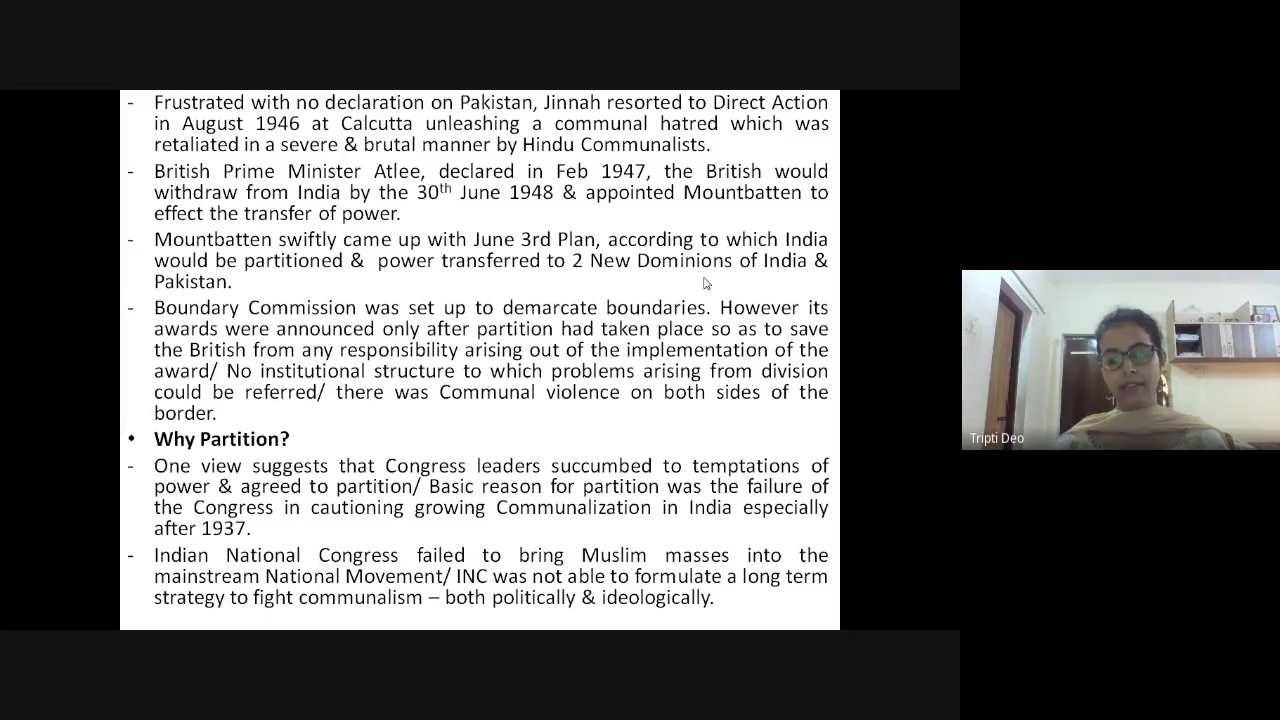 - Frustrated with no declaration on Pakistan, Jinnah resorted to Direct Action
in August 1946 at Calcutta unleashing a communal hatred which was
retaliated in a severe & brutal manner by Hindu Communalists.
- British Prime Minister Atlee, declared in Feb 1947, the British would
withdraw from India by the 30th June 1948 & appointed Mountbatten to
effect the transfer of power.
- Mountbatten swiftly came up with June 3rd Plan, according to which India
would be partitioned & power transferred to 2 New Dominions of India &
Pakistan.
- Boundary Commission was set up to demarcate boundaries. However its
awards were announced only after partition had taken place so as to save
the British from any responsibility arising out of the implementation of the
award/ No institutional structure to which problems arising from division
could be referred/ there was Communal violence on both sides of the
border.
• Why Partition?
- One view suggests that Congress leaders succumbed to temptations of
power & agreed to partition/ Basic reason for partition was the failure of
the Congress in cautioning growing Communalization in India especially
after 1937.
- Indian National Congress failed to bring Muslim masses into the
mainstream National Movement/ INC was not able to formulate a long term
strategy to fight communalism – both politically & ideologically.
Tripti Deo